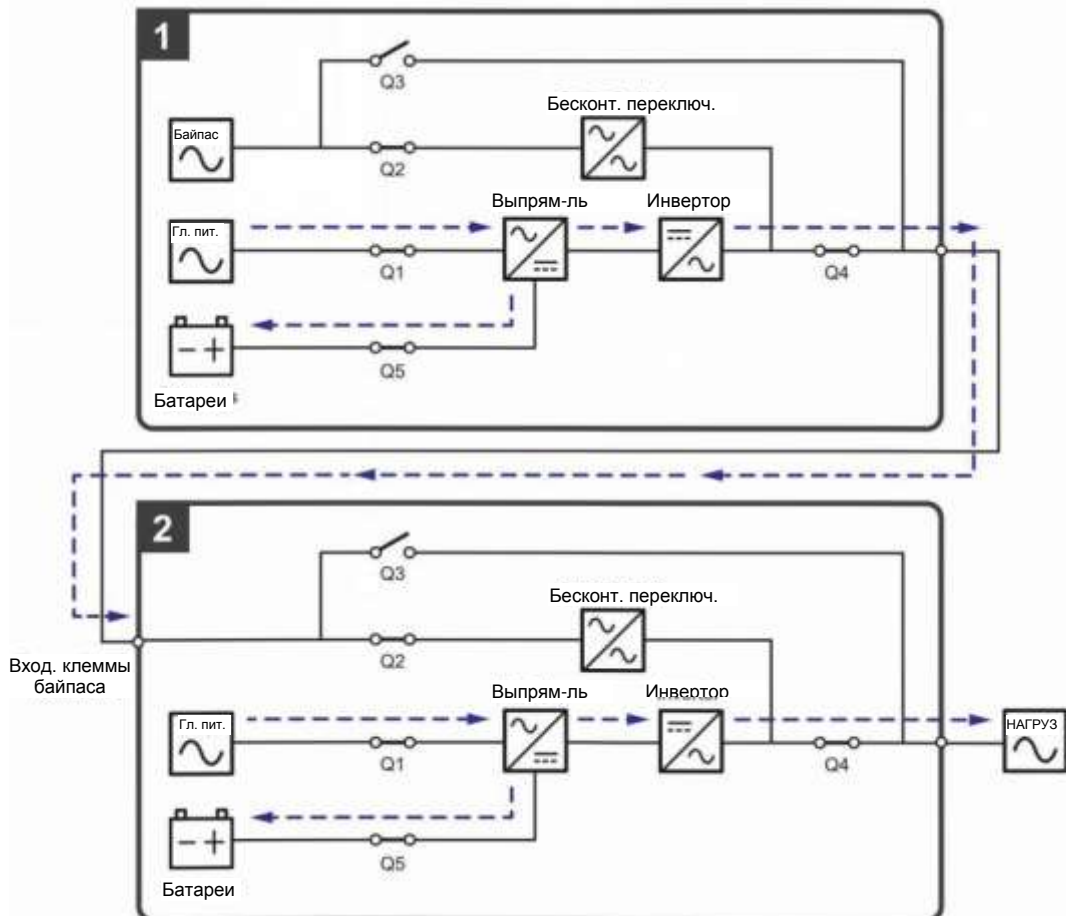 1
Q3
Бесконт. переключ.
Байпас
Q2
Выпрям-ль
Инвертор
Гл. пит.
Q1
Q4
Q5
Батареи
2
Q3
Бесконт. переключ.
Q2
Вход. клеммы
байпаса
Выпрям-ль
Инвертор
Гл. пит.
НАГРУЗ
Q1
Q4
Q5
Батареи